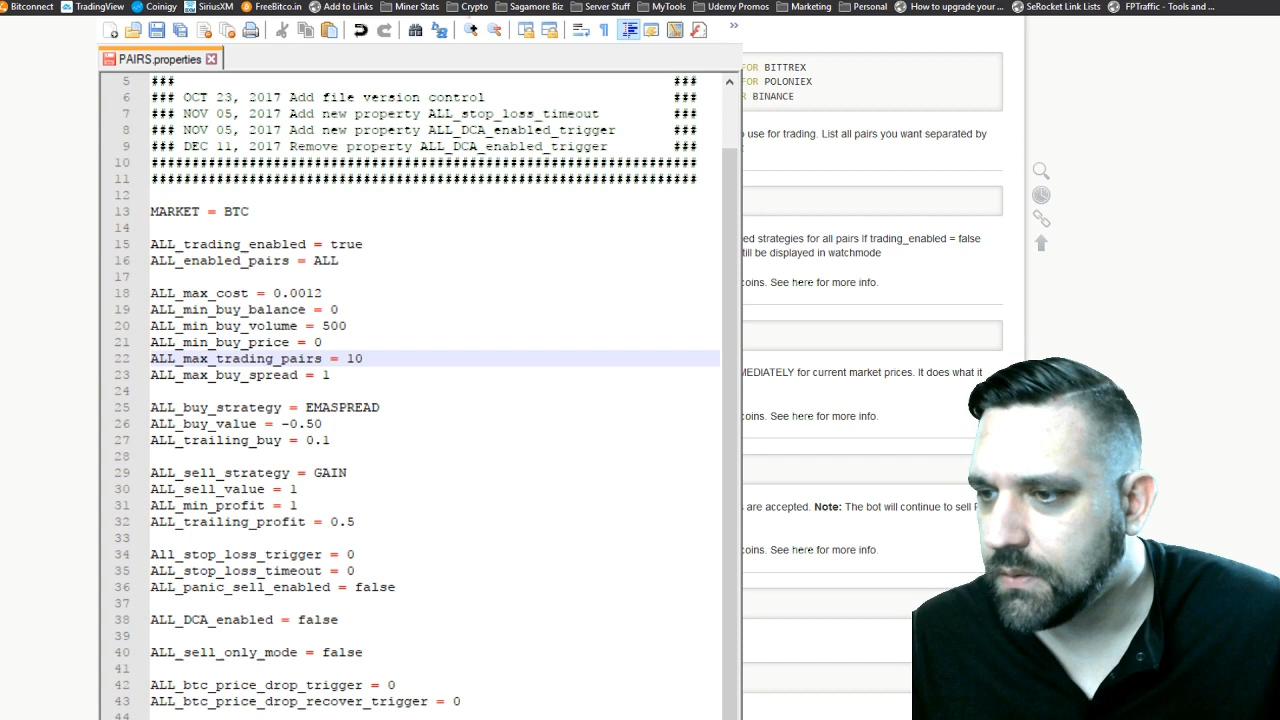 Bitconnect TradingView Coinigy SiriusXM FreeBitco.in Add to Links Miner Stats Crypto Sagamore Biz Server Stuff MyTools Udemy Promos Marketing Personal How to upgrade your ... SeRocket Link Lists FPTraffic - Tools and ... »
»
PAIRS.properties
5 ### ###
6 ### OCT 23, 2017 Add file version control ###
7 ### NOV 05, 2017 Add new property ALL_stop_loss_timeout ###
8 ### NOV 05, 2017 Add new property ALL_DCA_enabled_trigger ###
9 ### DEC 11, 2017 Remove property ALL_DCA_enabled_trigger ###
10 ###################################################################
11 ###################################################################
12
13 MARKET = BTC
14
15 ALL_trading_enabled = true
16 ALL_enabled_pairs = ALL
17
18 ALL_max_cost = 0.0012
19 ALL_min_buy_balance = 0
20 ALL_min_buy_volume = 500
21 ALL_min_buy_price = 0
22 ALL_max_trading_pairs = 10
23 ALL_max_buy_spread = 1
24
25 ALL_buy_strategy = EMASPREAD
26 ALL_buy_value = -0.50
27 ALL_trailing_buy = 0.1
28
29 ALL_sell_strategy = GAIN
30 ALL_sell_value = 1
31 ALL_min_profit = 1
32 ALL_trailing_profit = 0.5
33
34 All_stop_loss_trigger = 0
35 ALL_stop_loss_timeout = 0
36 ALL_panic_sell_enabled = false
37
38 ALL_DCA_enabled = false
39
40 ALL_sell_only_mode = false
41
42 ALL_btc_price_drop_trigger = 0
43 ALL_btc_price_drop_recover_trigger = 0
44
FOR BITTREX
FOR POLONIEX
R BINANCE
use for trading. List all pairs you want separated by
ed strategies for all pairs If trading_enabled = false
till be displayed in watchmode
coins. See here for more info.
MEDIATELY for current market prices. It does what it
coins. See here for more info.
s are accepted. Note: The bot will continue to sell
coins. See here for more info.